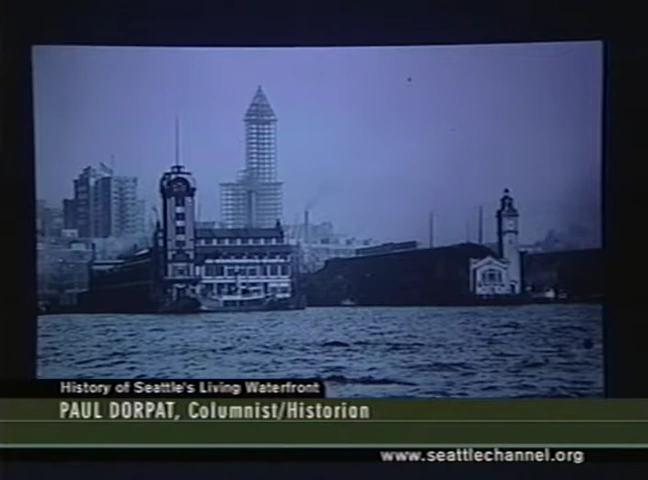 History of Seattle's Living Waterfront
PAUL DORPAT, Columnist/Historian
www.seattlechannel.org